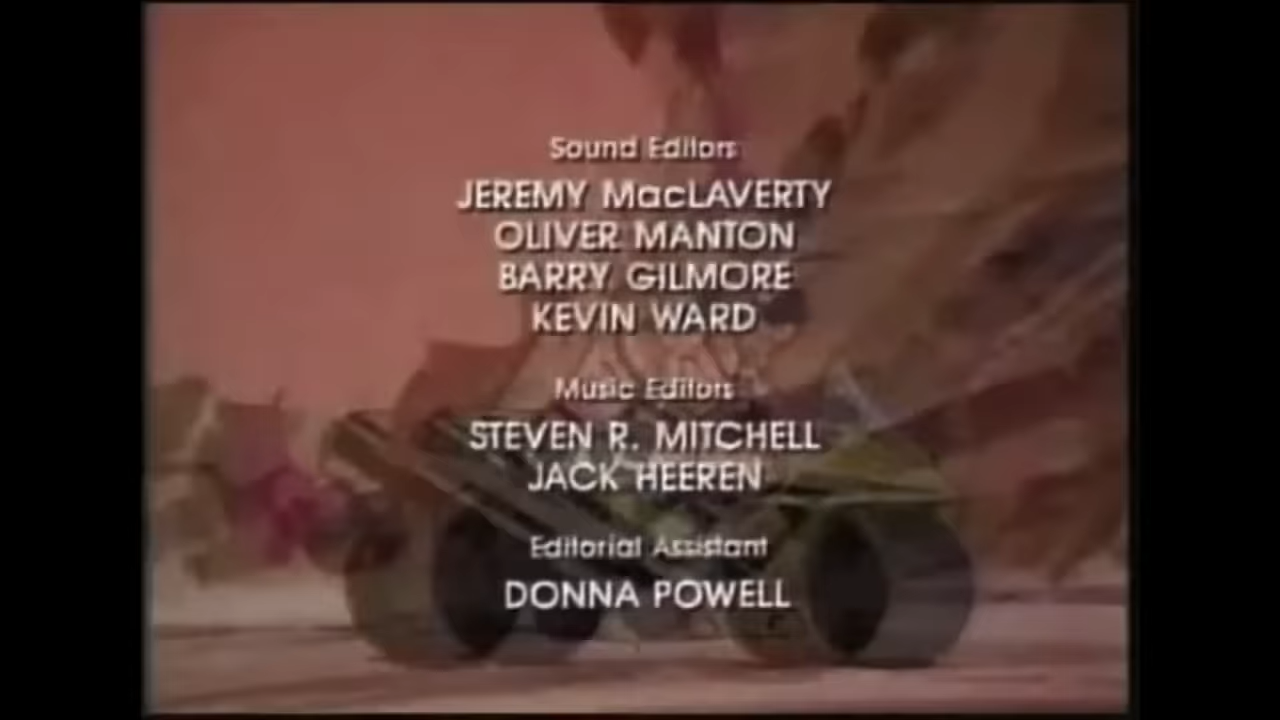 Sound Editors
JEREMY MacLAVERTY
OLIVER MANTON
BARRY GILMORE
KEVIN WARD
Music Editors
STEVEN R. MITCHELL
JACK HEEREN
Editorial Assistant
DONNA POWELL